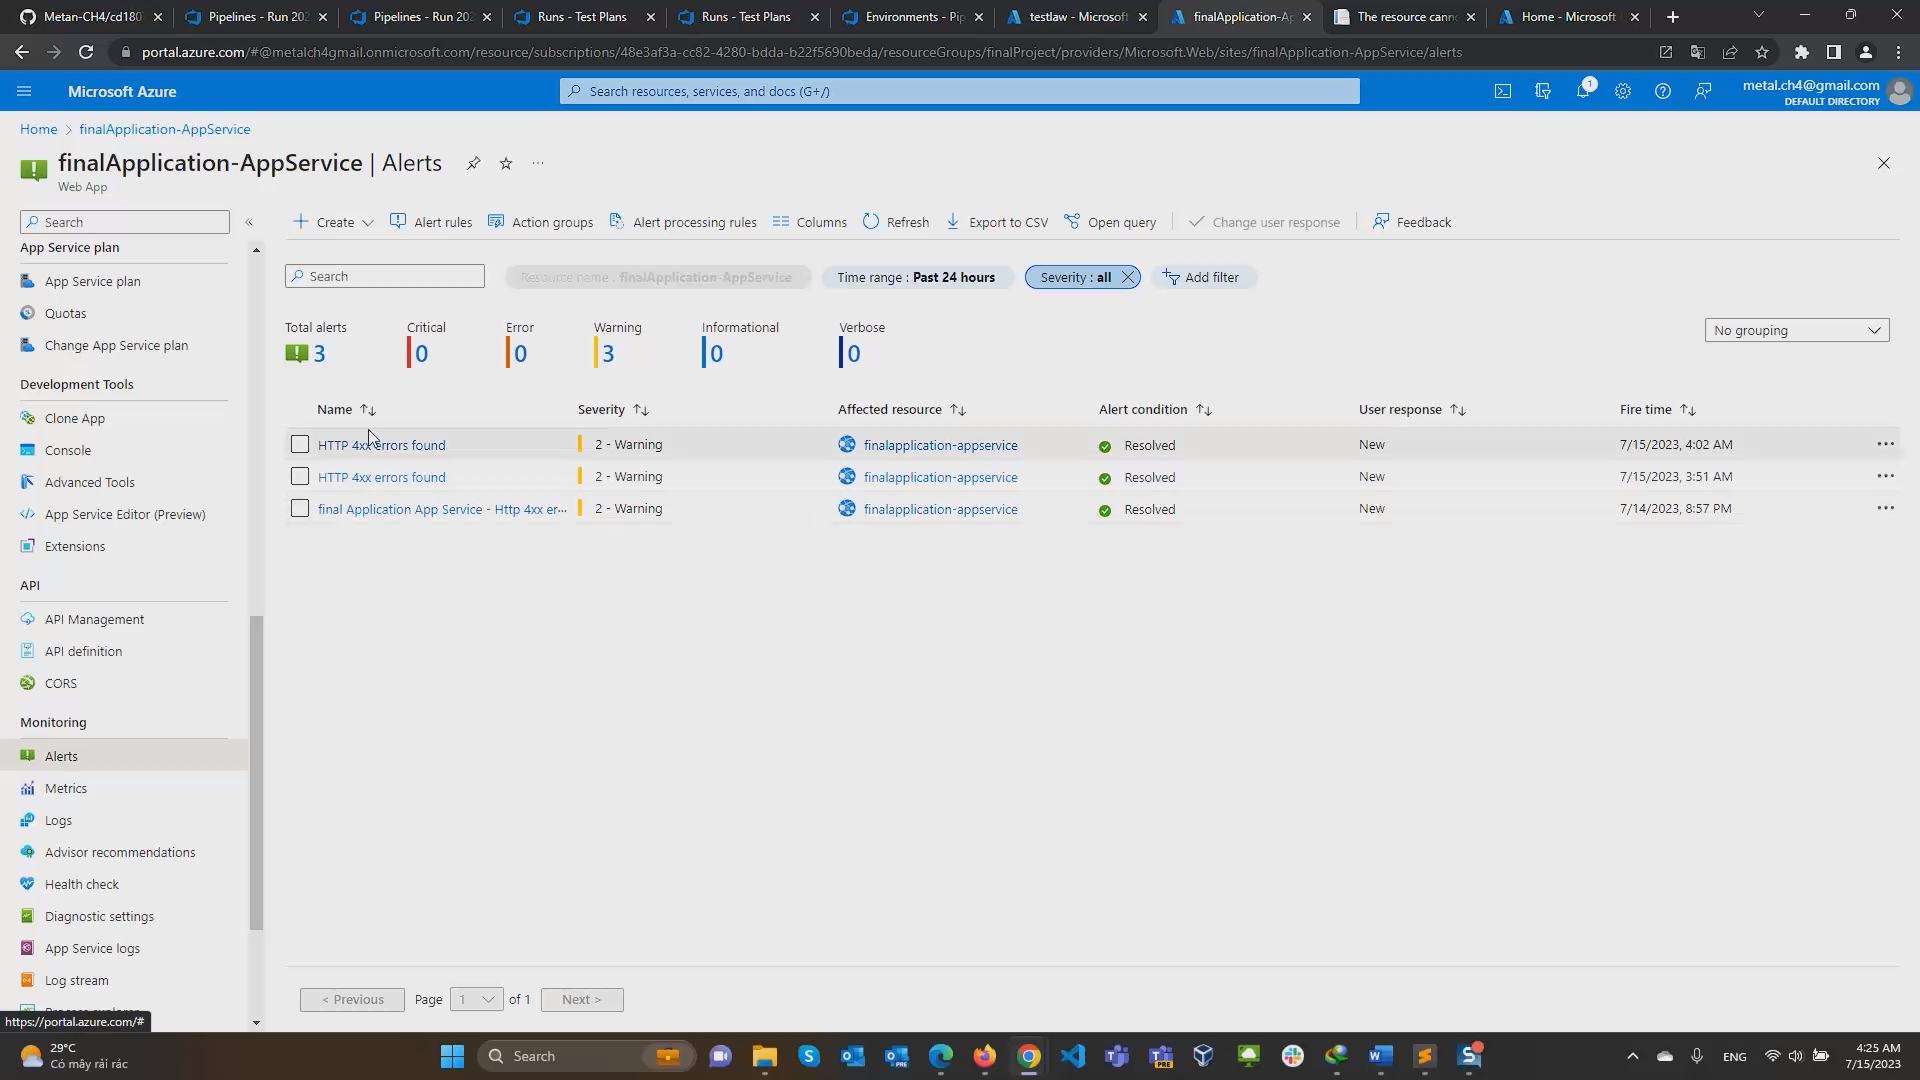 Metan-CH4/cd180
Pipelines - Run 202
Pipelines - Run 202
Runs - Test Plans
Runs - Test Plans
Environments - Pip
testlaw - Microsoft
finalApplication-Ap
The resource canno
Home - Microsoft
portal.azure.com/#@metalch4gmail.onmicrosoft.com/resource/subscriptions/48e3af3a-cc82-4280-bdda-b22f5690beda/resourceGroups/finalProject/providers/Microsoft.Web/sites/finalApplication-AppService/alerts
Microsoft Azure
Search resources, services, and docs (G+/)
1
metal.ch4@gmail.com
DEFAULT DIRECTORY
Home > finalApplication-AppService
finalApplication-AppService | Alerts
Web App
Search
Create
Alert rules
Action groups
Alert processing rules
Columns
Refresh
Export to CSV
Open query
Change user response
Feedback
App Service plan
App Service plan
Quotas
Change App Service plan
Development Tools
Clone App
Console
Advanced Tools
App Service Editor (Preview)
Extensions
API
API Management
API definition
CORS
Monitoring
Alerts
Metrics
Logs
Advisor recommendations
Health check
Diagnostic settings
App Service logs
Log stream
Search
Resource name : finalApplication-AppService
Time range : Past 24 hours
Severity : all
Add filter
Total alerts
3
Critical
0
Error
0
Warning
3
Informational
0
Verbose
0
No grouping
Name Severity Affected resource Alert condition User response Fire time
HTTP 4xx errors found 2 - Warning finalapplication-appservice Resolved New 7/15/2023, 4:02 AM
HTTP 4xx errors found 2 - Warning finalapplication-appservice Resolved New 7/15/2023, 3:51 AM
final Application App Service - Http 4xx er... 2 - Warning finalapplication-appservice Resolved New 7/14/2023, 8:57 PM
< Previous Page 1 of 1 Next >
https://portal.azure.com/#
29°C
Có mây rải rác
Search
ENG
4:25 AM
7/15/2023